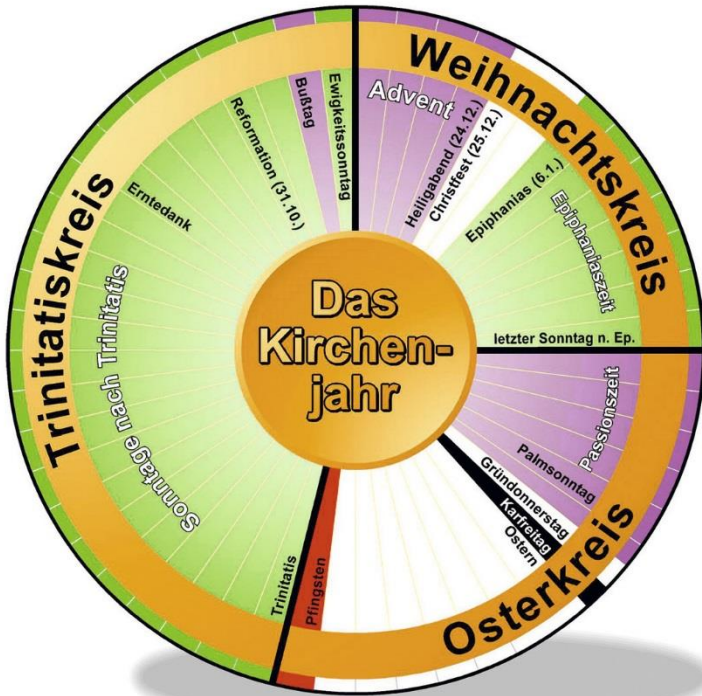 Das
Kirchen-
jahr
Weihnachtskreis
Advent
Heiligabend (24.12.)
Christfest (25.12.)
Epiphanias (6.1.)
Epiphaniaszeit
letzter Sonntag n. Ep.
Osterkreis
Passionszeit
Palmsonntag
Gründonnerstag
Karfreitag
Ostern
Pfingsten
Trinitatiskreis
Trinitatis
Sonntage nach Trinitatis
Erntedank
Reformation (31.10.)
Bußtag
Ewigkeitssonntag